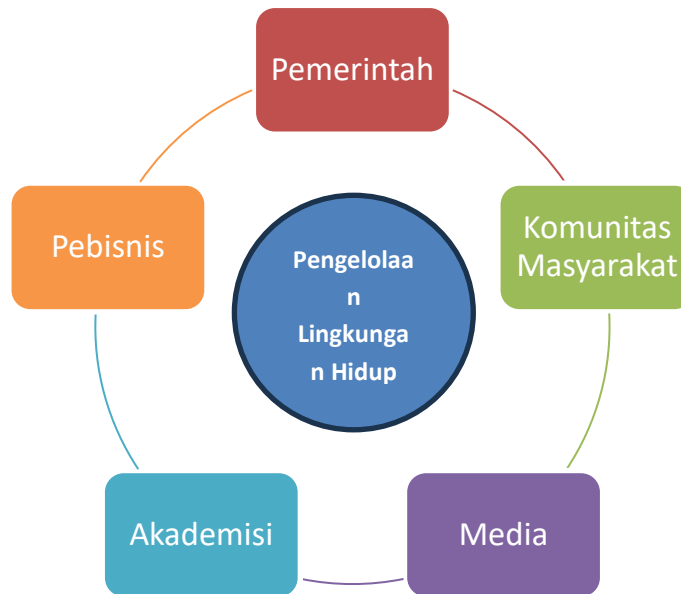 Pemerintah
Pebisnis
Komunitas
Masyarakat
Pengelolaa
n
Lingkunga
n Hidup
Akademisi
Media